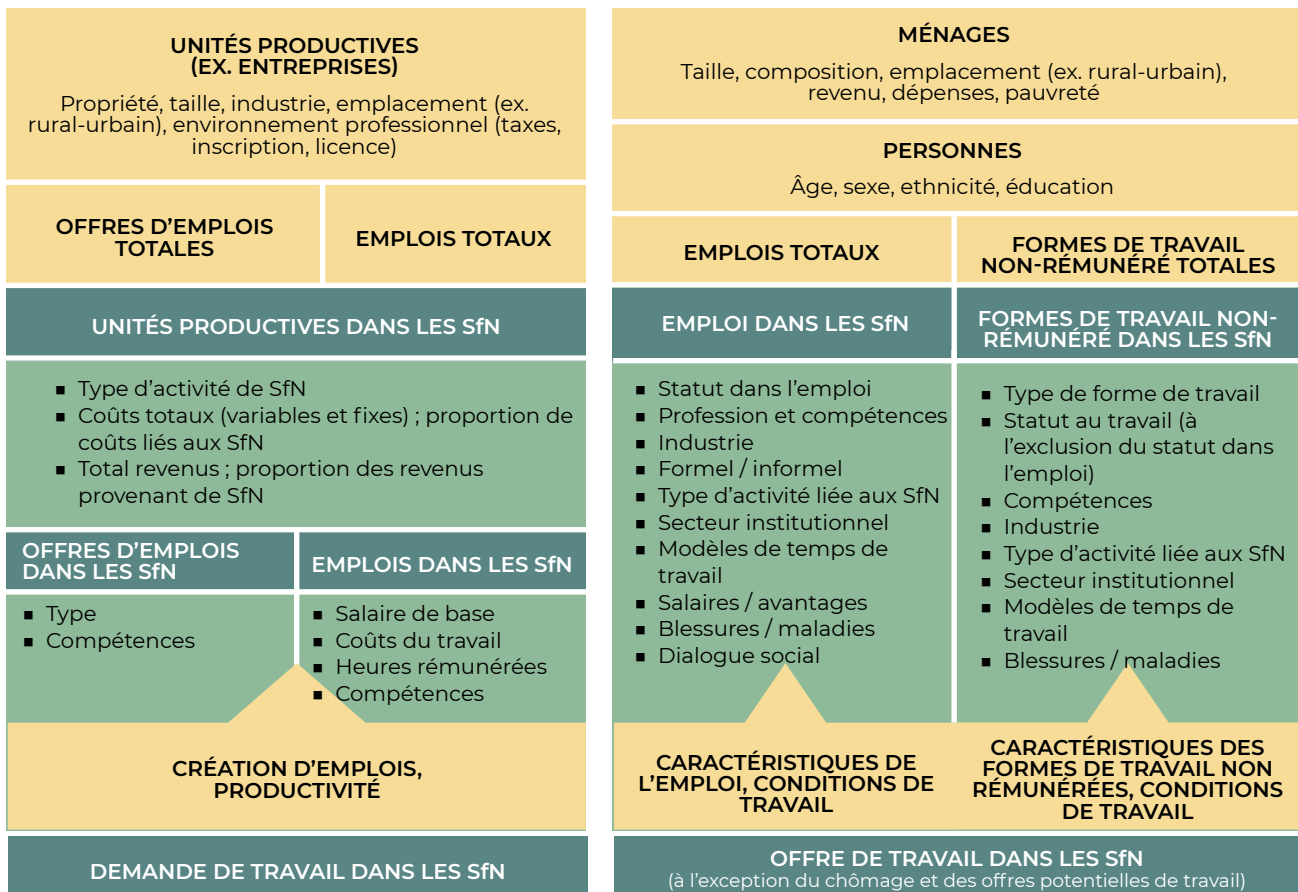 UNITÉS PRODUCTIVES
(EX. ENTREPRISES)
Propriété, taille, industrie, emplacement (ex.
rural-urbain), environnement professionnel (taxes,
inscription, licence)
OFFRES D’EMPLOIS
TOTALES
EMPLOIS TOTAUX
UNITÉS PRODUCTIVES DANS LES SfN
▪ Type d’activité de SfN
▪ Coûts totaux (variables et fixes) ; proportion de
coûts liés aux SfN
▪ Total revenus ; proportion des revenus
provenant de SfN
OFFRES D’EMPLOIS
DANS LES SfN
▪ Type
▪ Compétences
EMPLOIS DANS LES SfN
▪ Salaire de base
▪ Coûts du travail
▪ Heures rémunérées
▪ Compétences
CRÉATION D’EMPLOIS,
PRODUCTIVITÉ
DEMANDE DE TRAVAIL DANS LES SfN
MÉNAGES
Taille, composition, emplacement (ex. rural-urbain),
revenu, dépenses, pauvreté
PERSONNES
Âge, sexe, ethnicité, éducation
EMPLOIS TOTAUX
FORMES DE TRAVAIL
NON-RÉMUNÉRÉ TOTALES
EMPLOI DANS LES SfN
▪ Statut dans l’emploi
▪ Profession et compétences
▪ Industrie
▪ Formel / informel
▪ Type d’activité liée aux SfN
▪ Secteur institutionnel
▪ Modèles de temps de
travail
▪ Salaires / avantages
▪ Blessures / maladies
▪ Dialogue social
FORMES DE TRAVAIL NON-
RÉMUNÉRÉ DANS LES SfN
▪ Type de forme de travail
▪ Statut au travail (à
l’exclusion du statut dans
l’emploi)
▪ Compétences
▪ Industrie
▪ Type d’activité liée aux SfN
▪ Secteur institutionnel
▪ Modèles de temps de
travail
▪ Blessures / maladies
CARACTÉRISTIQUES DE
L’EMPLOI, CONDITIONS DE
TRAVAIL
CARACTÉRISTIQUES DES
FORMES DE TRAVAIL NON
RÉMUNÉRÉES, CONDITIONS
DE TRAVAIL
OFFRE DE TRAVAIL DANS LES SfN
(à l’exception du chômage et des offres potentielles de travail)